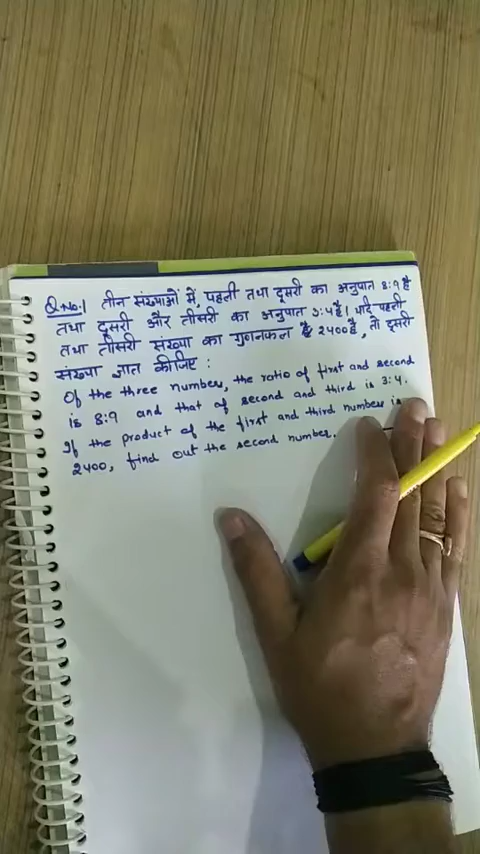 Q.No.1 तीन संख्याओं में, पहली तथा दूसरी का अनुपात 8:9 है
तथा दूसरी और तीसरी का अनुपात 3:4 है। यदि पहली
तथा तीसरी संख्या का गुणनफल है 2400 है, तो दूसरी
संख्या ज्ञात कीजिए :
Of the three number, the ratio of first and second
is 8:9 and that of second and third is 3:4.
If the product of the first and third number is
2400, find out the second number.